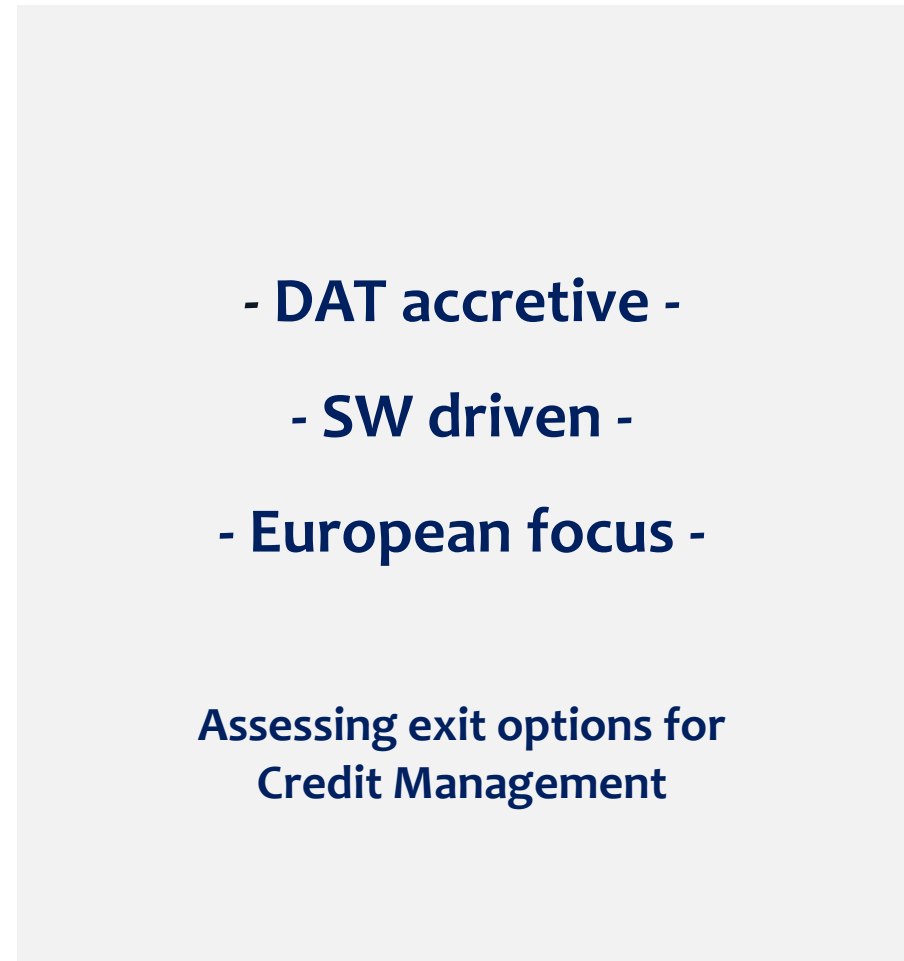 - DAT accretive -
- SW driven -
- European focus -
Assessing exit options for
Credit Management